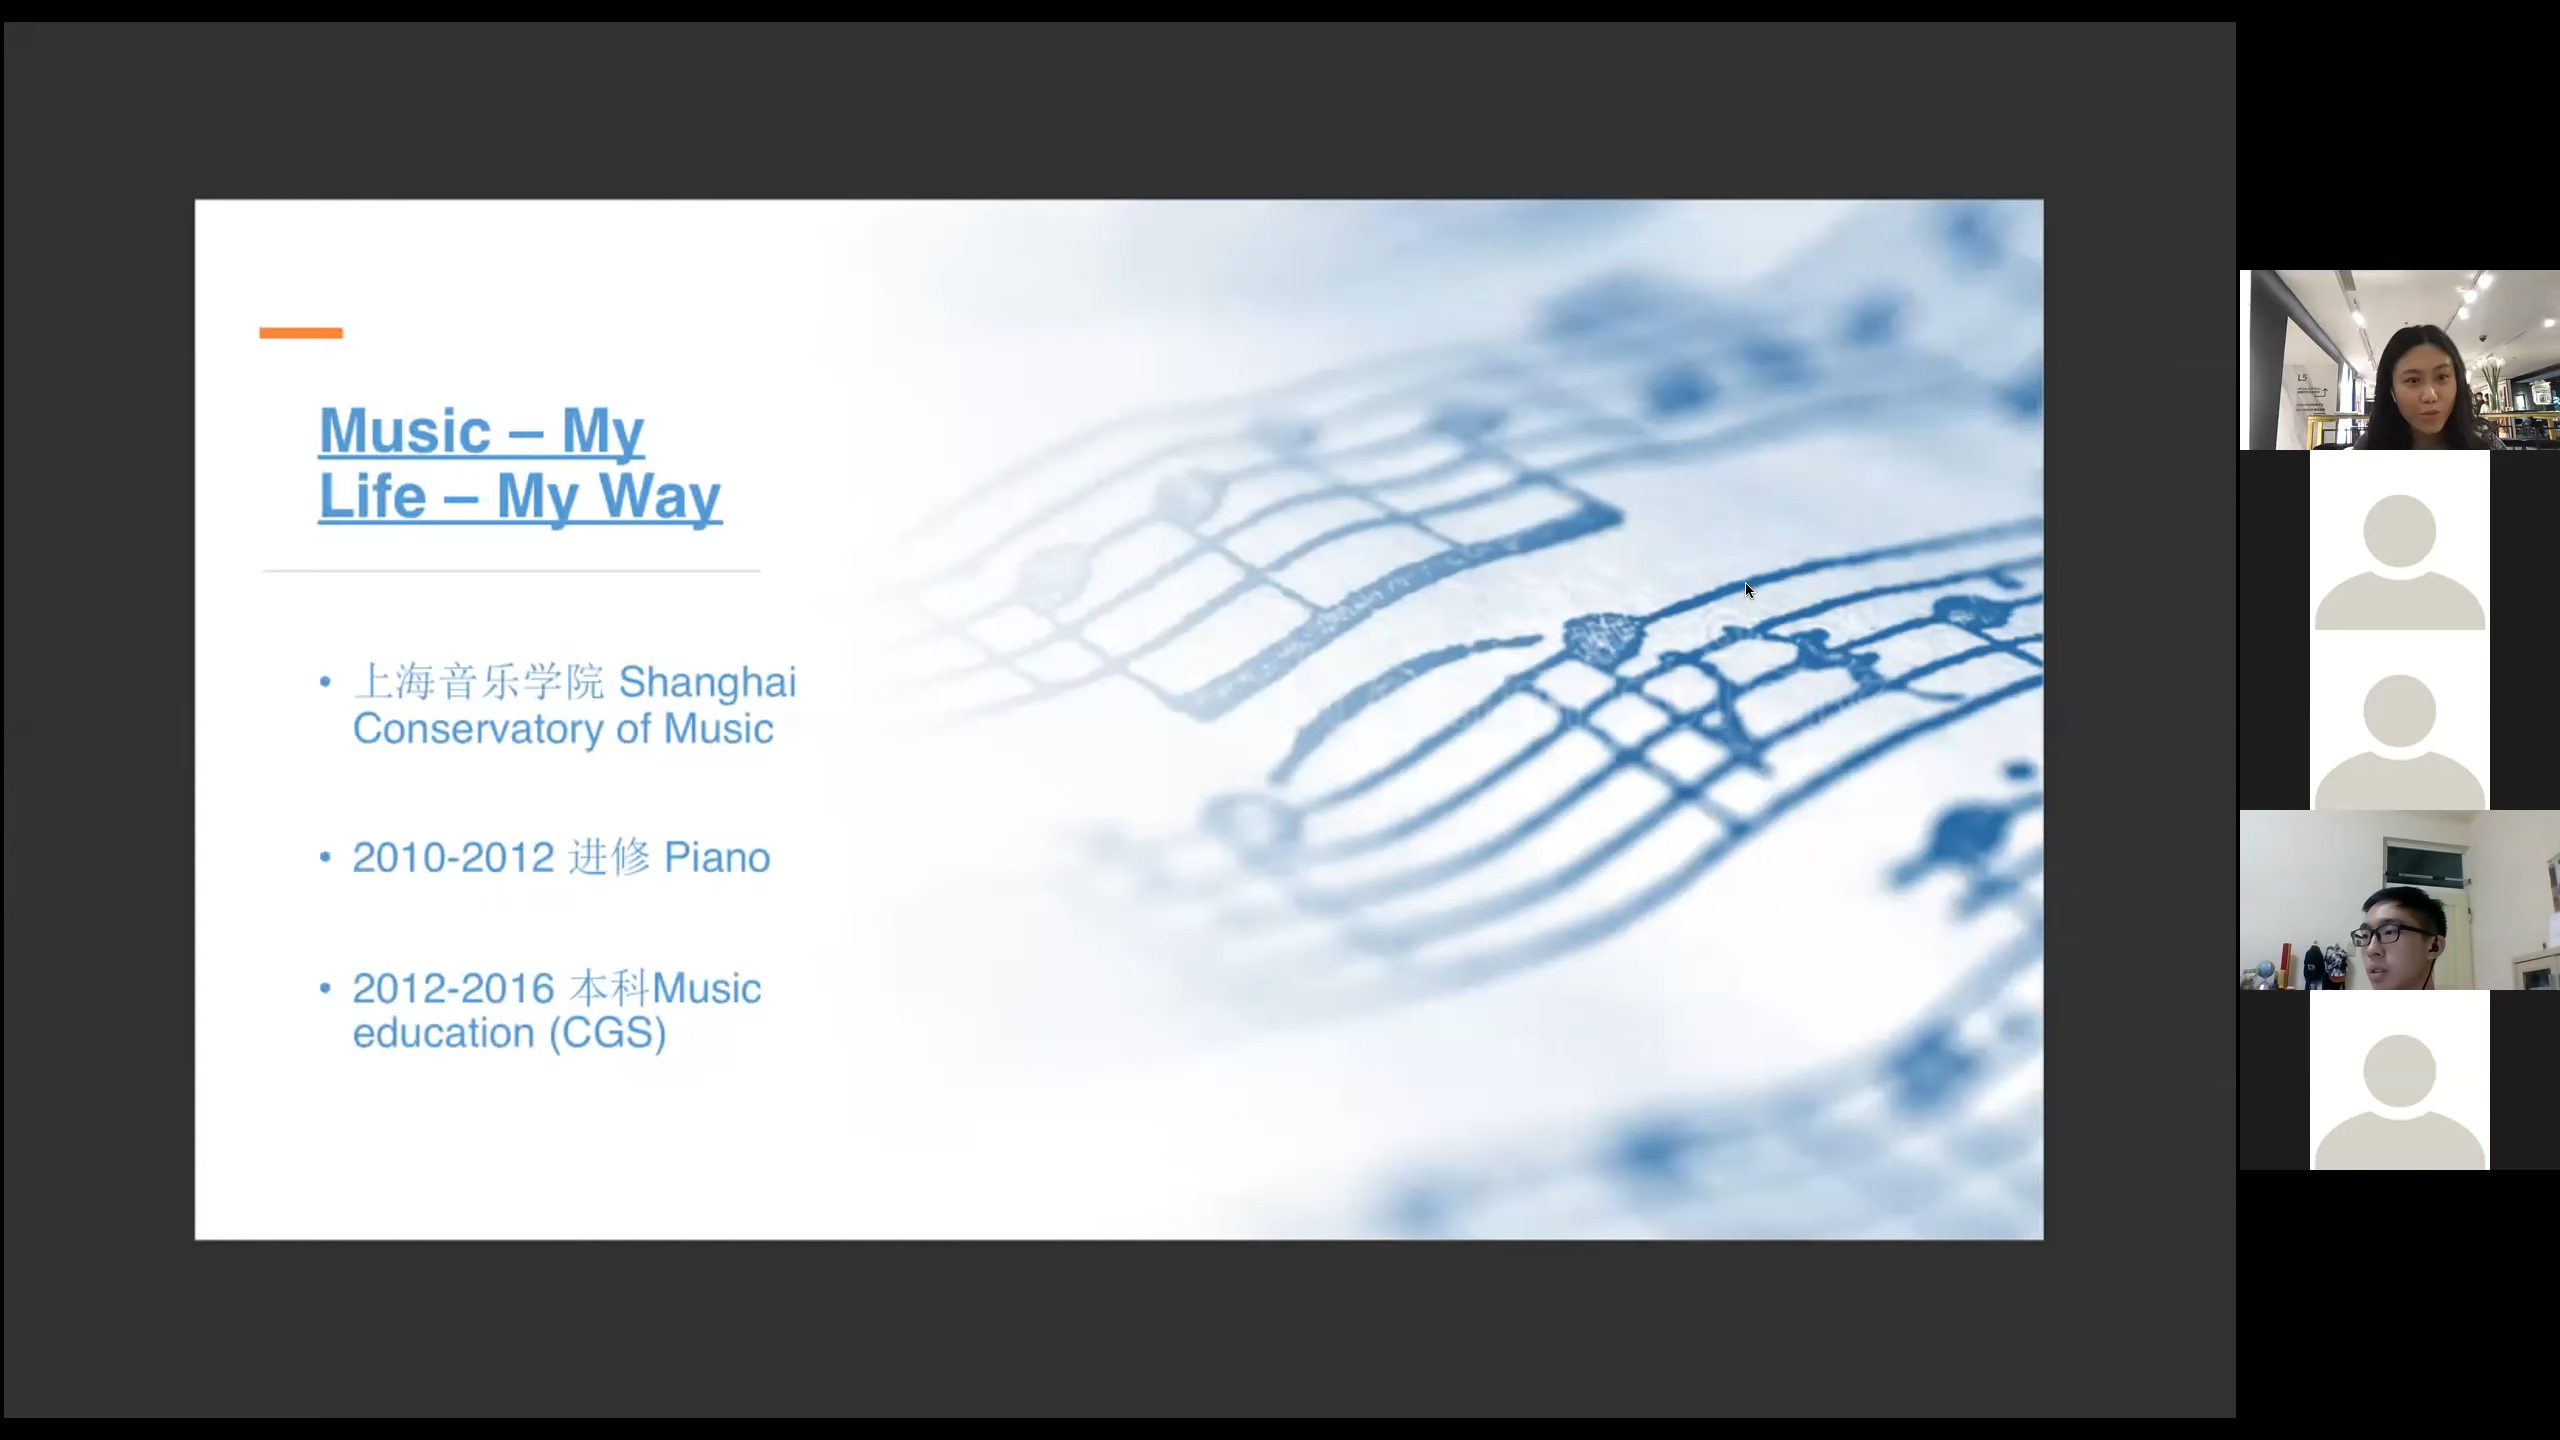 Music – My
Life – My Way
• 上海音乐学院 Shanghai
Conservatory of Music
• 2010-2012 进修 Piano
• 2012-2016 本科Music
education (CGS)
L5